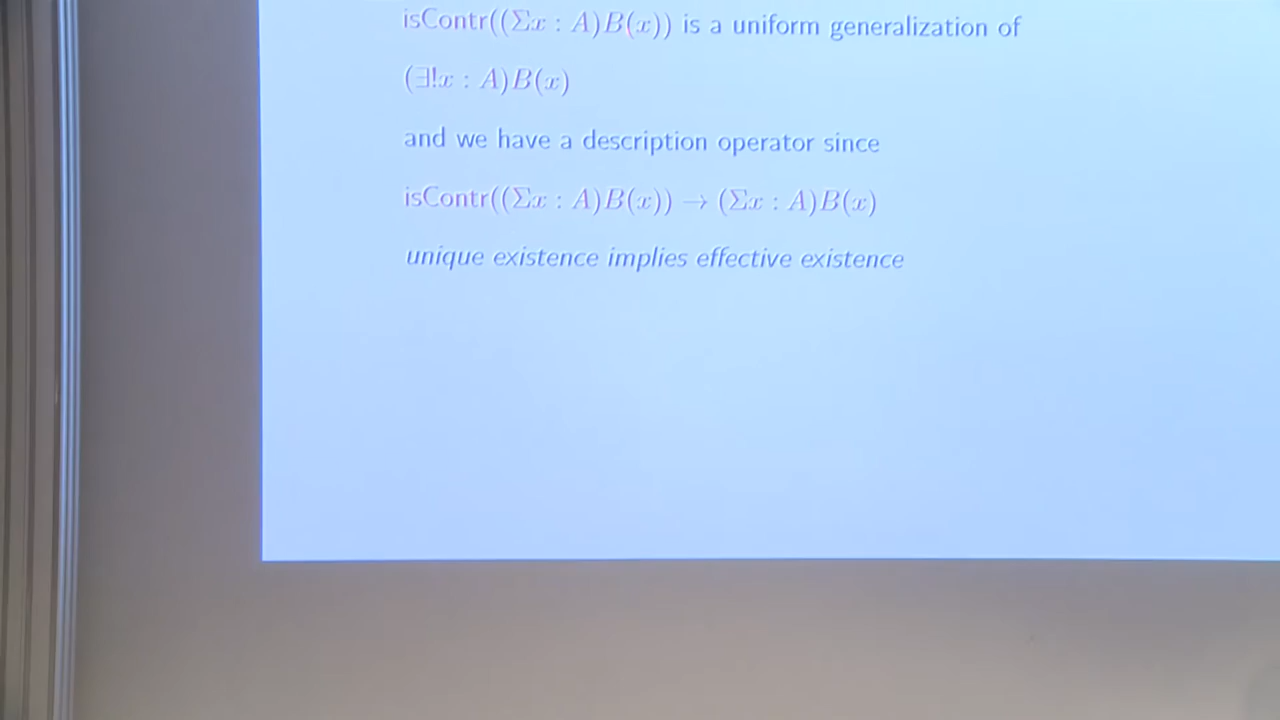 isContr((Σx : A)B(x)) is a uniform generalization of
(∃!x : A)B(x)
and we have a description operator since
isContr((Σx : A)B(x)) → (Σx : A)B(x)
unique existence implies effective existence